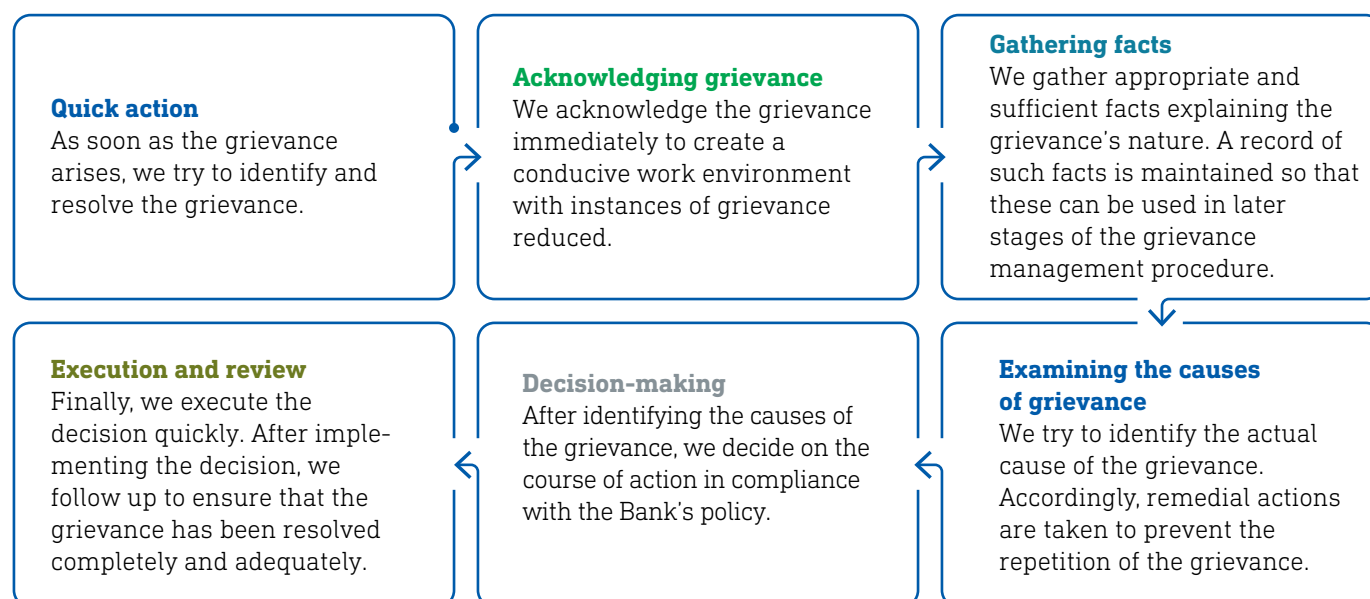 Quick action
As soon as the grievance
arises, we try to identify and
resolve the grievance.
Acknowledging grievance
We acknowledge the grievance
immediately to create a
conducive work environment
with instances of grievance
reduced.
Gathering facts
We gather appropriate and
sufficient facts explaining the
grievance’s nature. A record of
such facts is maintained so that
these can be used in later
stages of the grievance
management procedure.
Examining the causes
of grievance
We try to identify the actual
cause of the grievance.
Accordingly, remedial actions
are taken to prevent the
repetition of the grievance.
Decision-making
After identifying the causes of
the grievance, we decide on the
course of action in compliance
with the Bank’s policy.
Execution and review
Finally, we execute the
decision quickly. After imple-
menting the decision, we
follow up to ensure that the
grievance has been resolved
completely and adequately.